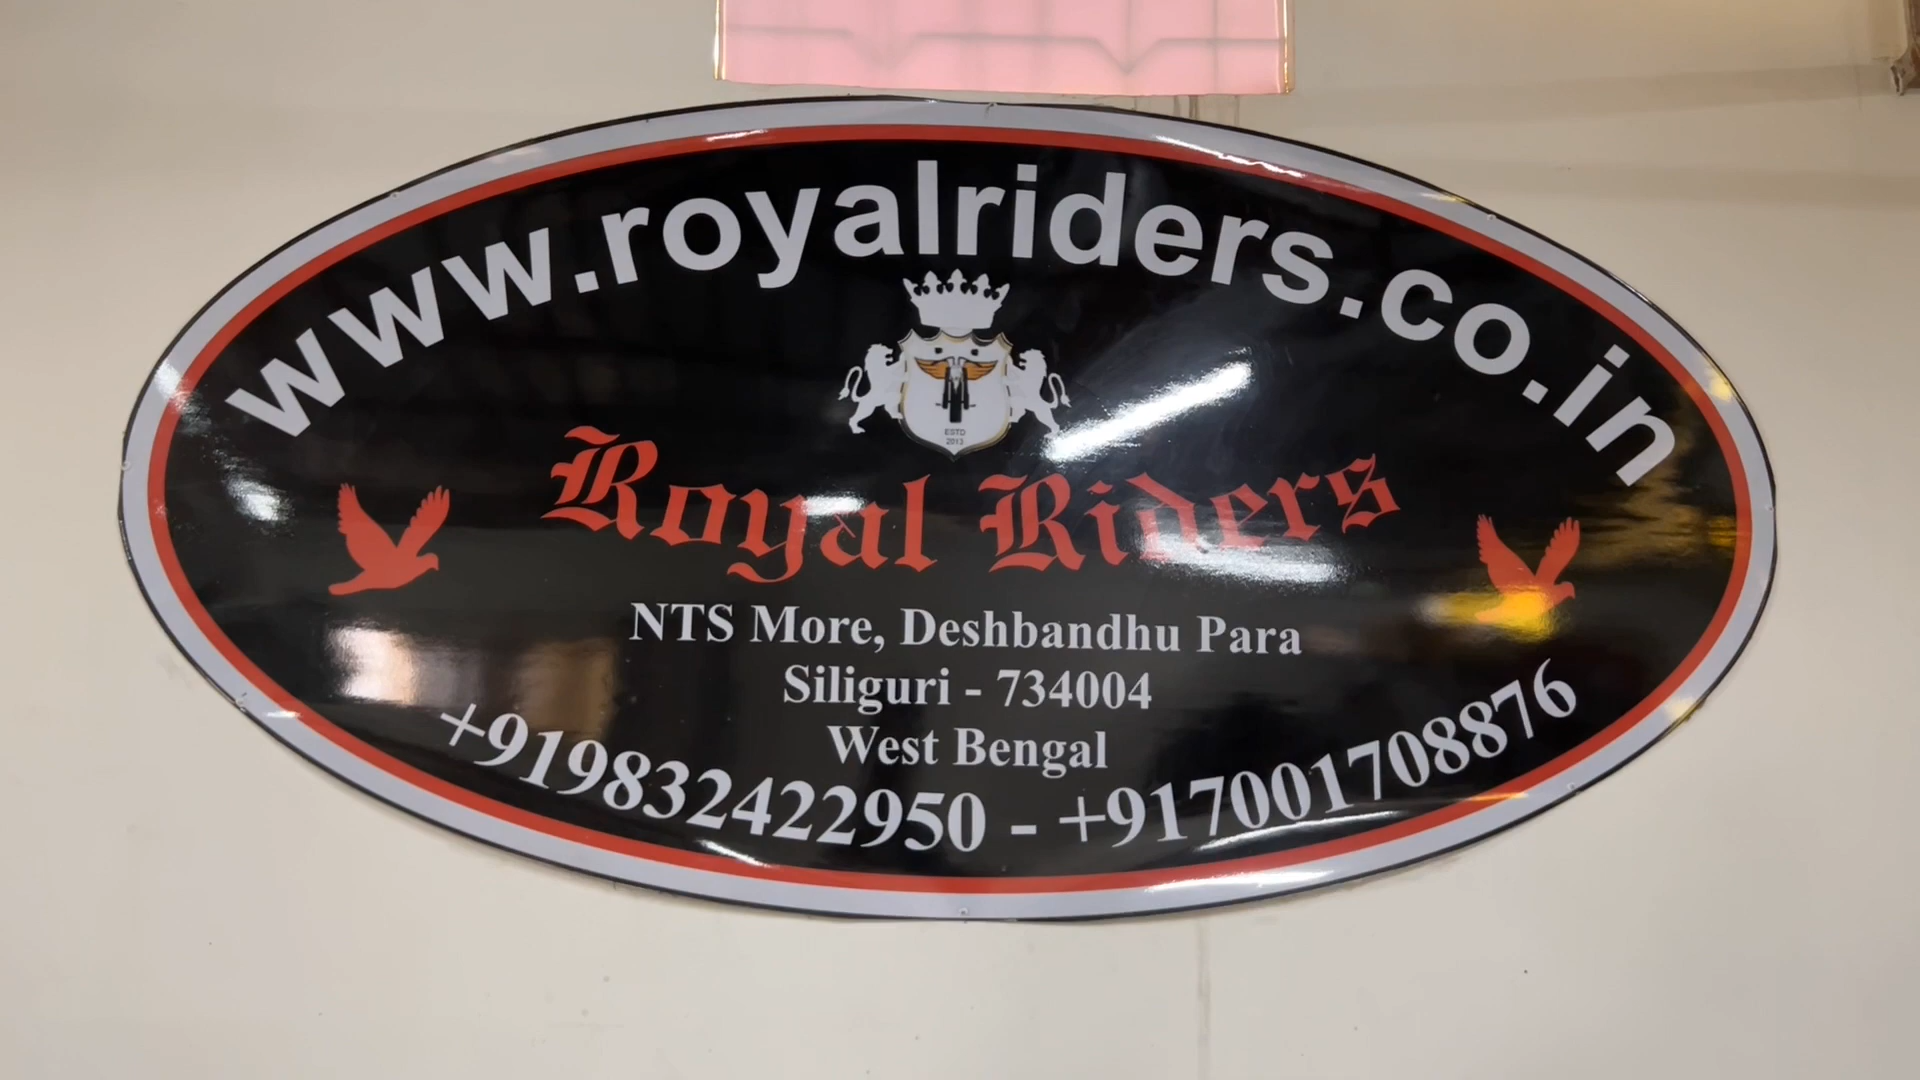 www.royalriders.co.in
ESTD
2013
Royal Riders
NTS More, Deshbandhu Para
Siliguri - 734004
West Bengal
+919832422950 - +917001708876